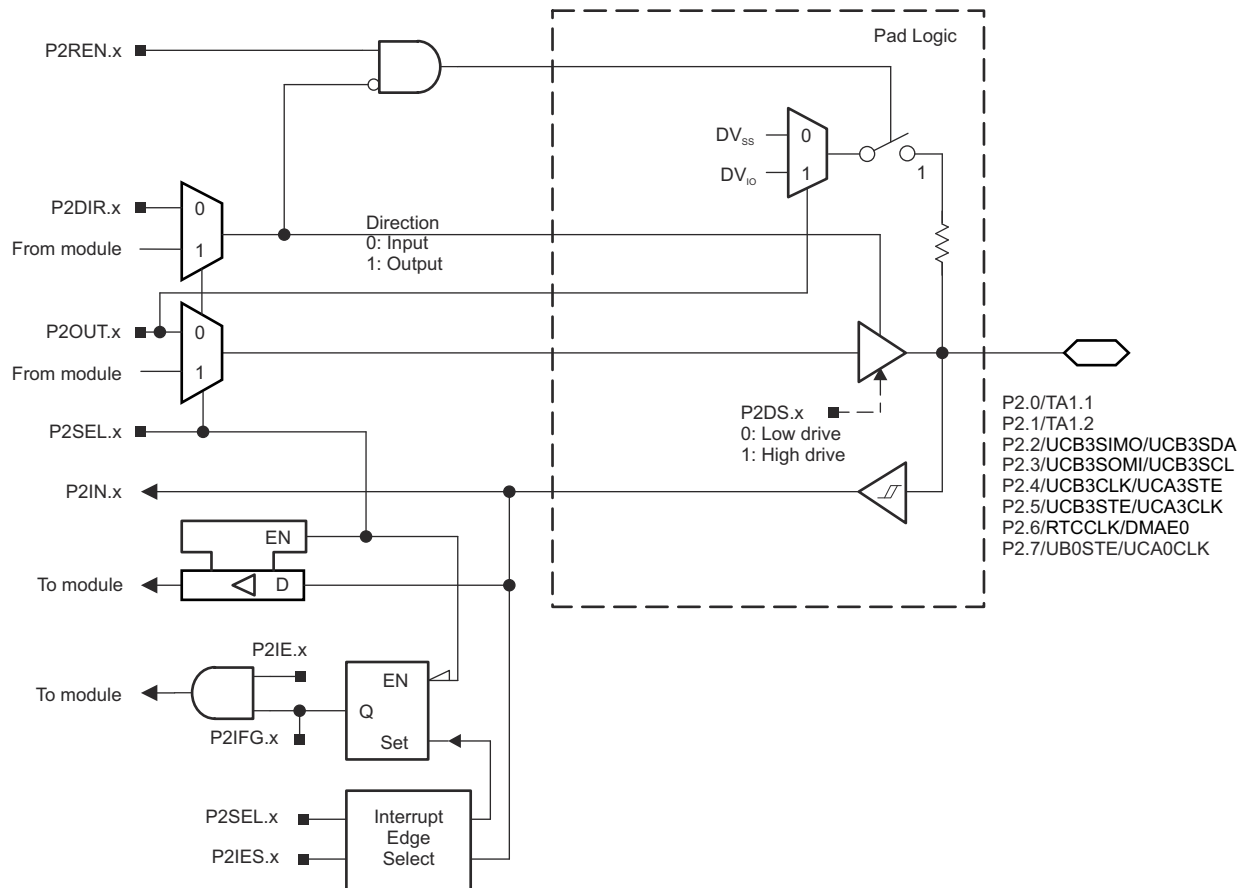 Pad Logic
P2REN.x
DVSS
0
DVIO
1
1
P2DIR.x
0
From module
1
Direction
0: Input
1: Output
P2OUT.x
0
From module
1
P2SEL.x
P2DS.x
0: Low drive
1: High drive
P2.0/TA1.1
P2.1/TA1.2
P2.2/UCB3SIMO/UCB3SDA
P2.3/UCB3SOMI/UCB3SCL
P2.4/UCB3CLK/UCA3STE
P2.5/UCB3STE/UCA3CLK
P2.6/RTCCLK/DMAE0
P2.7/UB0STE/UCA0CLK
P2IN.x
EN
To module
D
P2IE.x
To module
EN
Q
Set
P2IFG.x
P2SEL.x
P2IES.x
Interrupt
Edge
Select